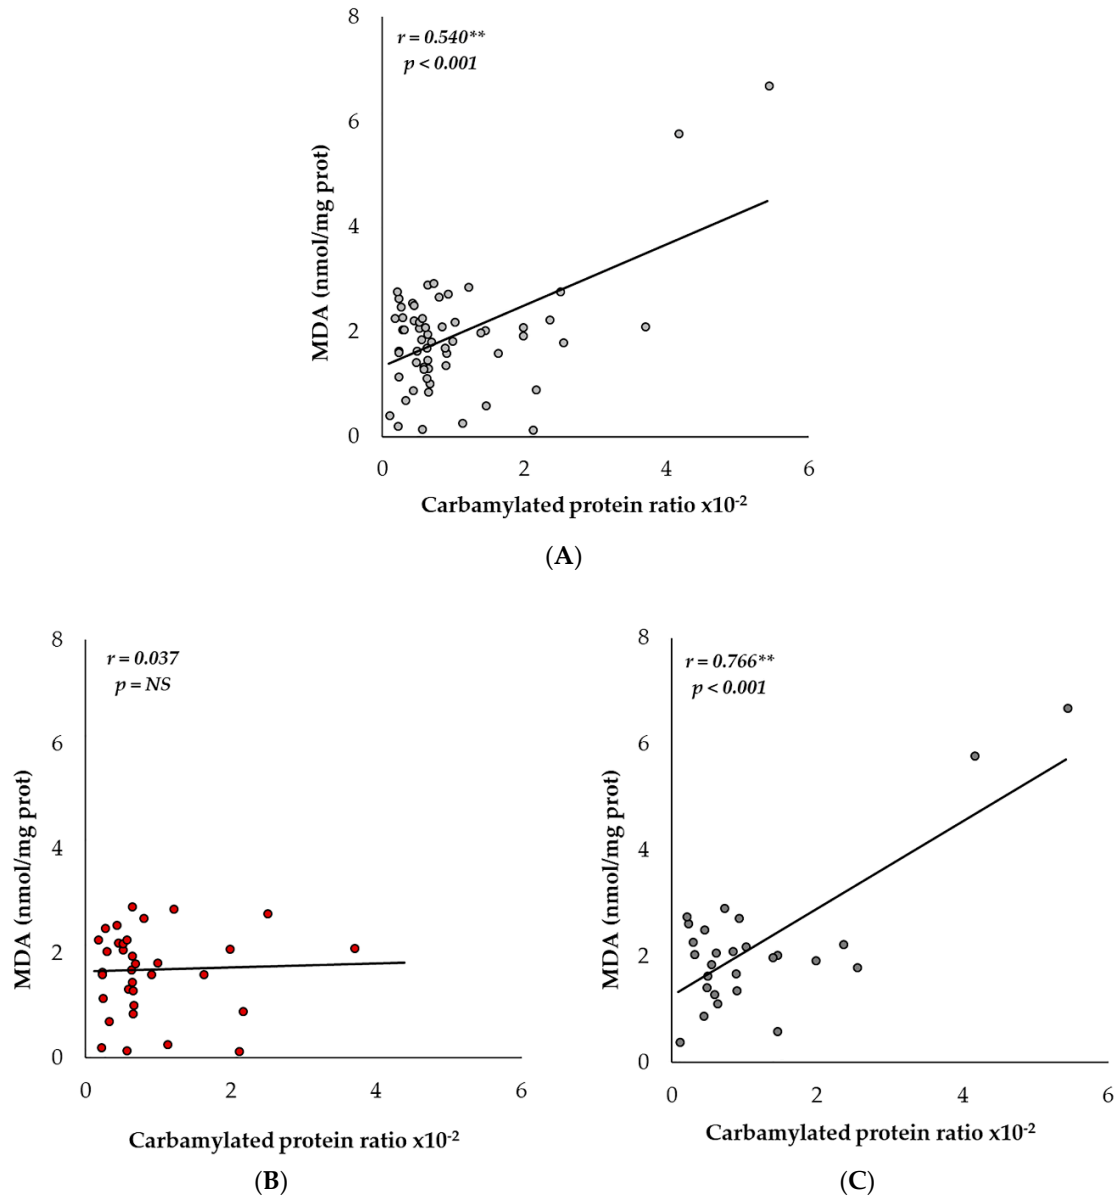 8
r = 0.540**
p < 0.001
6
4
2
0
MDA (nmol/mg prot)
0 2 4 6
Carbamylated protein ratio x10-2
(A)
8
r = 0.037
p = NS
6
4
2
0
MDA (nmol/mg prot)
0 2 4 6
Carbamylated protein ratio x10-2
(B)
8
r = 0.766**
p < 0.001
6
4
2
0
MDA (nmol/mg prot)
0 2 4 6
Carbamylated protein ratio x10-2
(C)